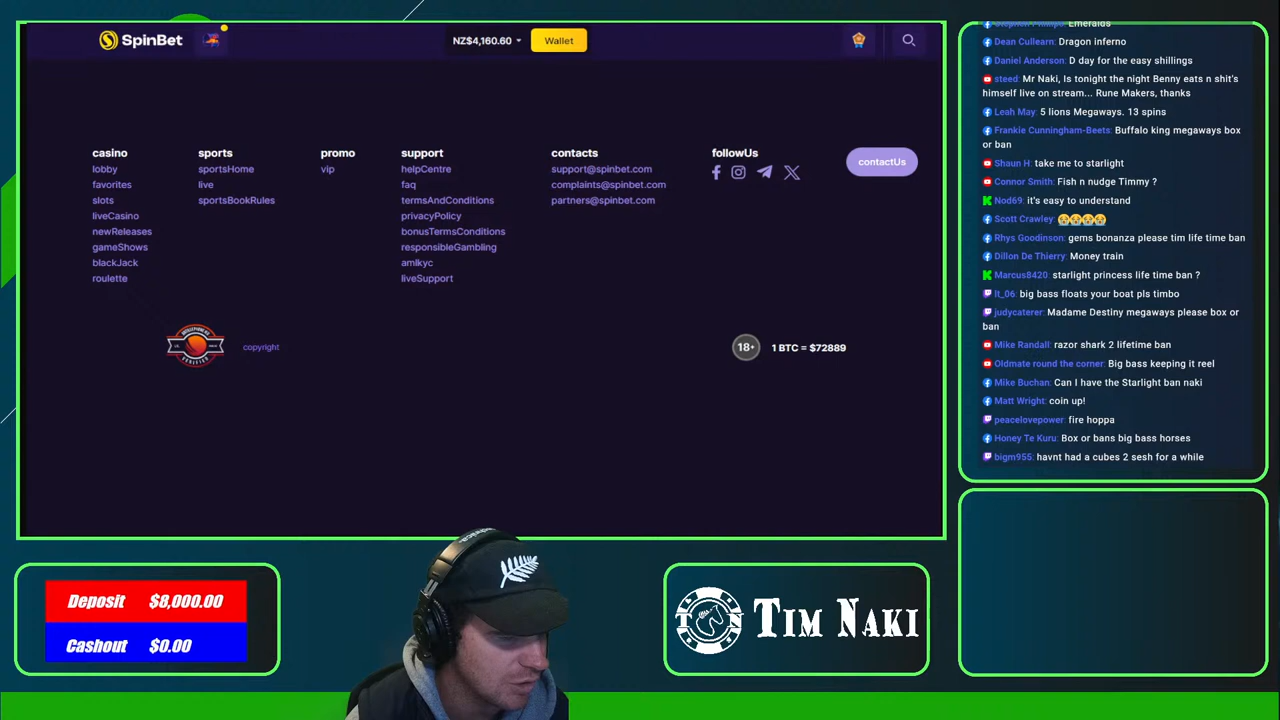 SpinBet
NZ$4,160.60
Wallet
casino
lobby
favorites
slots
liveCasino
newReleases
gameShows
blackJack
roulette
sports
sportsHome
live
sportsBookRules
promo
vip
support
helpCentre
faq
termsAndConditions
privacyPolicy
bonusTermsConditions
responsibleGambling
amlkyc
liveSupport
contacts
support@spinbet.com
complaints@spinbet.com
partners@spinbet.com
followUs
contactUs
copyright
18+
1 BTC = $72889
Emeralds
Dean Cullearn: Dragon inferno
Daniel Anderson: D day for the easy shillings
steed: Mr Naki, Is tonight the night Benny eats n shit's
himself live on stream... Rune Makers, thanks
Leah May: 5 lions Megaways. 13 spins
Frankie Cunningham-Beets: Buffalo king megaways box
or ban
Shaun H: take me to starlight
Connor Smith: Fish n nudge Timmy ?
Nod69: it's easy to understand
Scott Crawley: 😭😭😭😭
Rhys Goodinson: gems bonanza please tim life time ban
Dillon De Thierry: Money train
Marcus8420: starlight princess life time ban ?
lt_06: big bass floats your boat pls timbo
judycaterer: Madame Destiny megaways please box or
ban
Mike Randall: razor shark 2 lifetime ban
Oldmate round the corner: Big bass keeping it reel
Mike Buchan: Can I have the Starlight ban naki
Matt Wright: coin up!
peacelovepower: fire hoppa
Honey Te Kuru: Box or bans big bass horses
bigm955: havnt had a cubes 2 sesh for a while
Deposit $8,000.00
Cashout $0.00
TIM NAKI